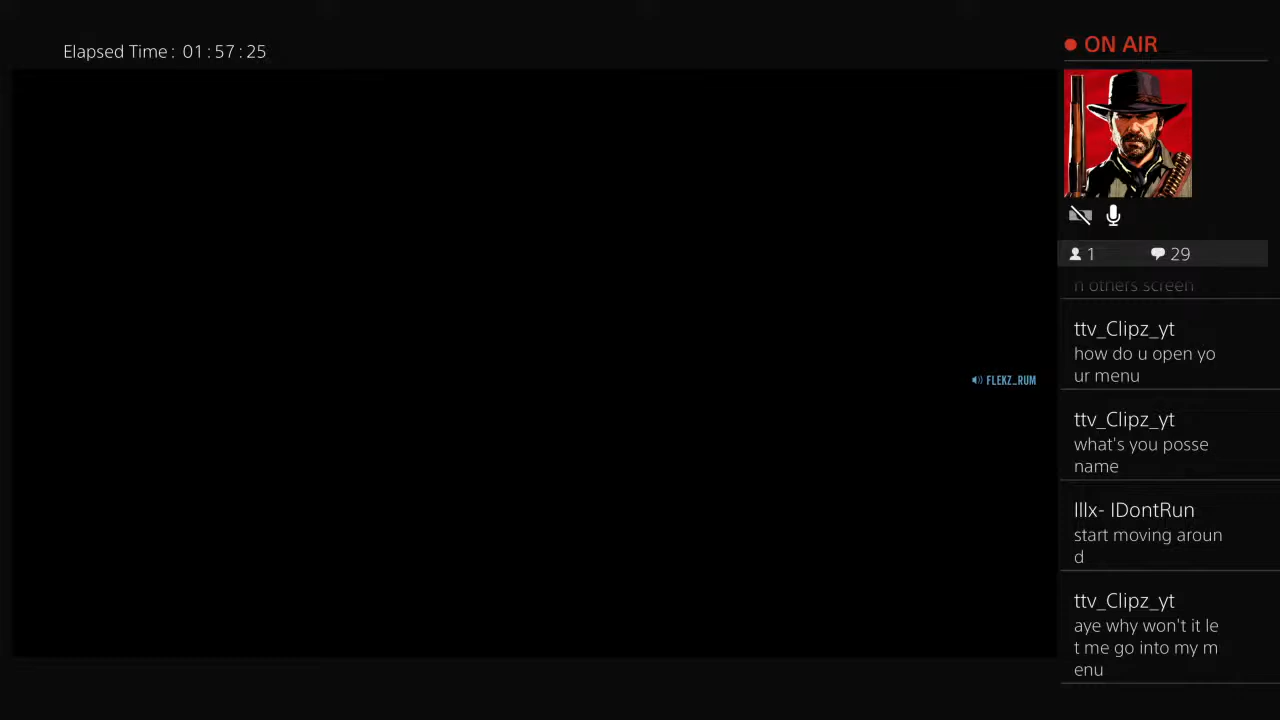 Elapsed Time: 01:57:25
ON AIR
1 29
n others screen
ttv_Clipz_yt
how do u open yo
ur menu
FLEKZ_RUM
ttv_Clipz_yt
what's you posse
name
lllx- IDontRun
start moving aroun
d
ttv_Clipz_yt
aye why won't it le
t me go into my m
enu